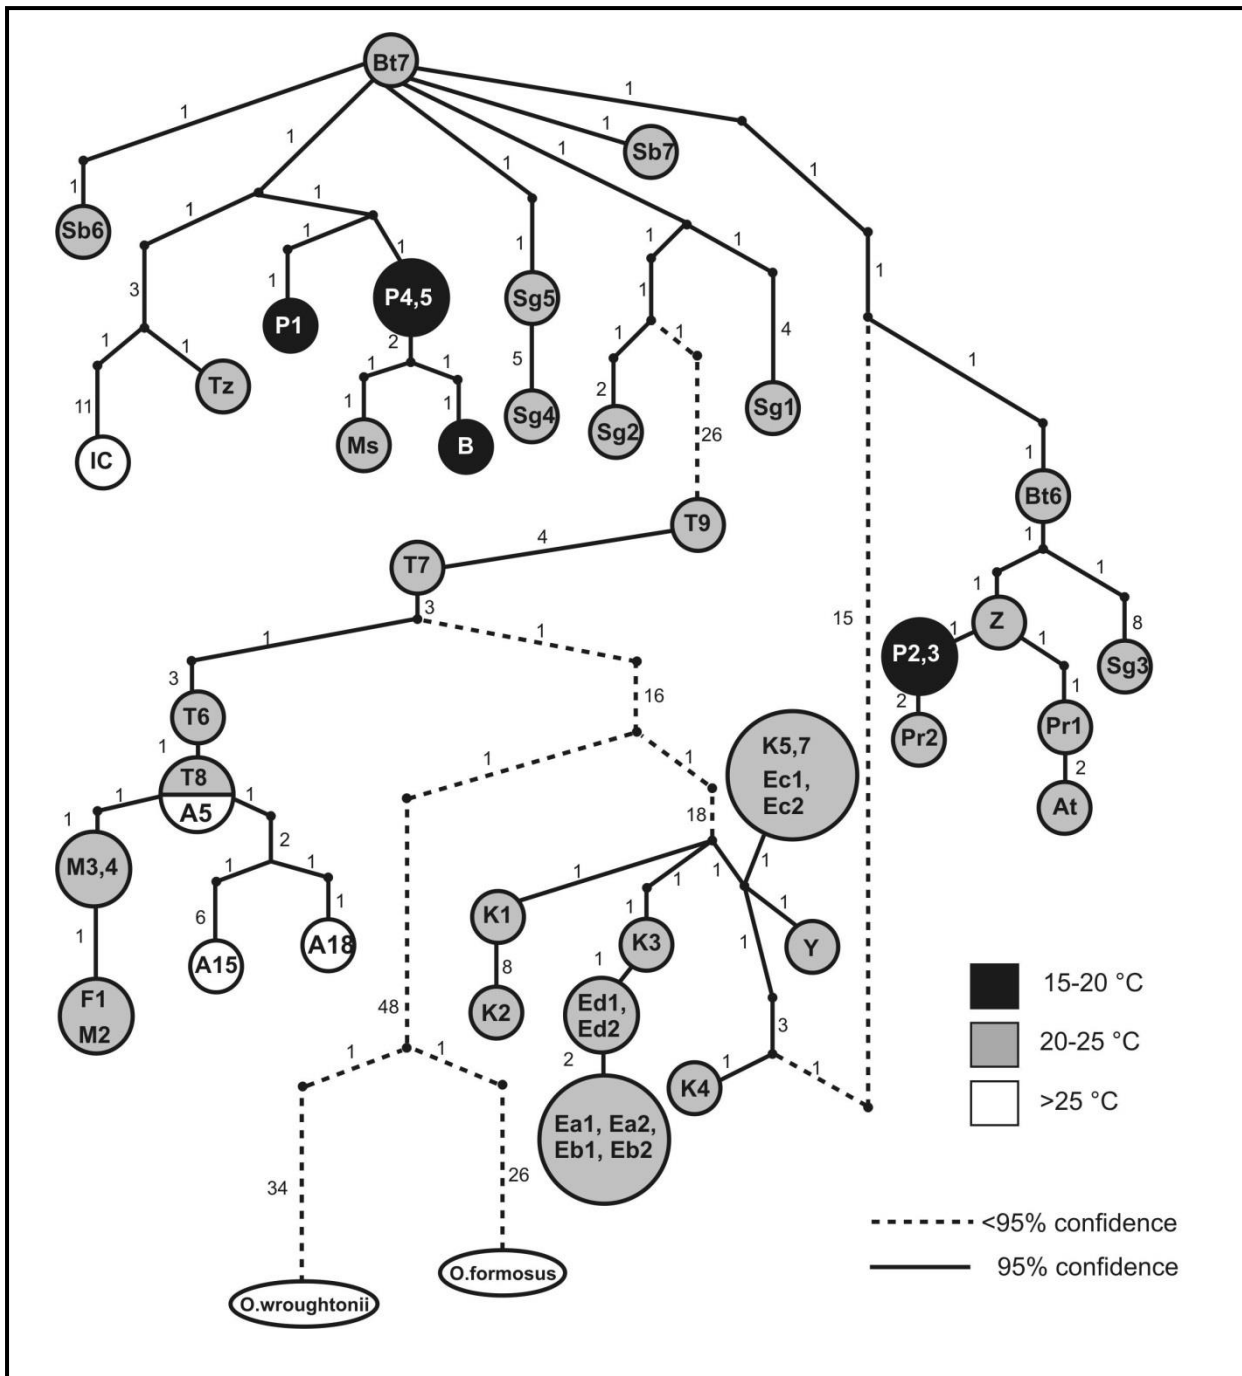 Bt7
1
1
1
1
Sb7
1
1
1
1
Sb6
1
1
1
1
P1
1
P4,5
1
Sg5
1
1
1
1
3
1
1
Tz
11
IC
2
1
1
1
Ms
1
B
5
Sg4
1
1
2
Sg2
26
4
Sg1
1
1
Bt6
1
1
1
Z
8
Sg3
1
P2,3
2
Pr2
1
1
Pr1
2
At
15
T9
4
T7
3
1
1
3
T6
1
T8
A5
1
1
M3,4
1
F1
M2
1
2
1
1
6
A15
1
A18
16
1
1
18
K5,7
Ec1,
Ec2
1
1
1
1
1
Y
K1
8
K2
1
K3
1
Ed1,
Ed2
2
Ea1, Ea2,
Eb1, Eb2
1
3
1
K4
1
48
1
1
34
26
O.wroughtonii
O.formosus
15-20 °C
20-25 °C
>25 °C
<95% confidence
95% confidence